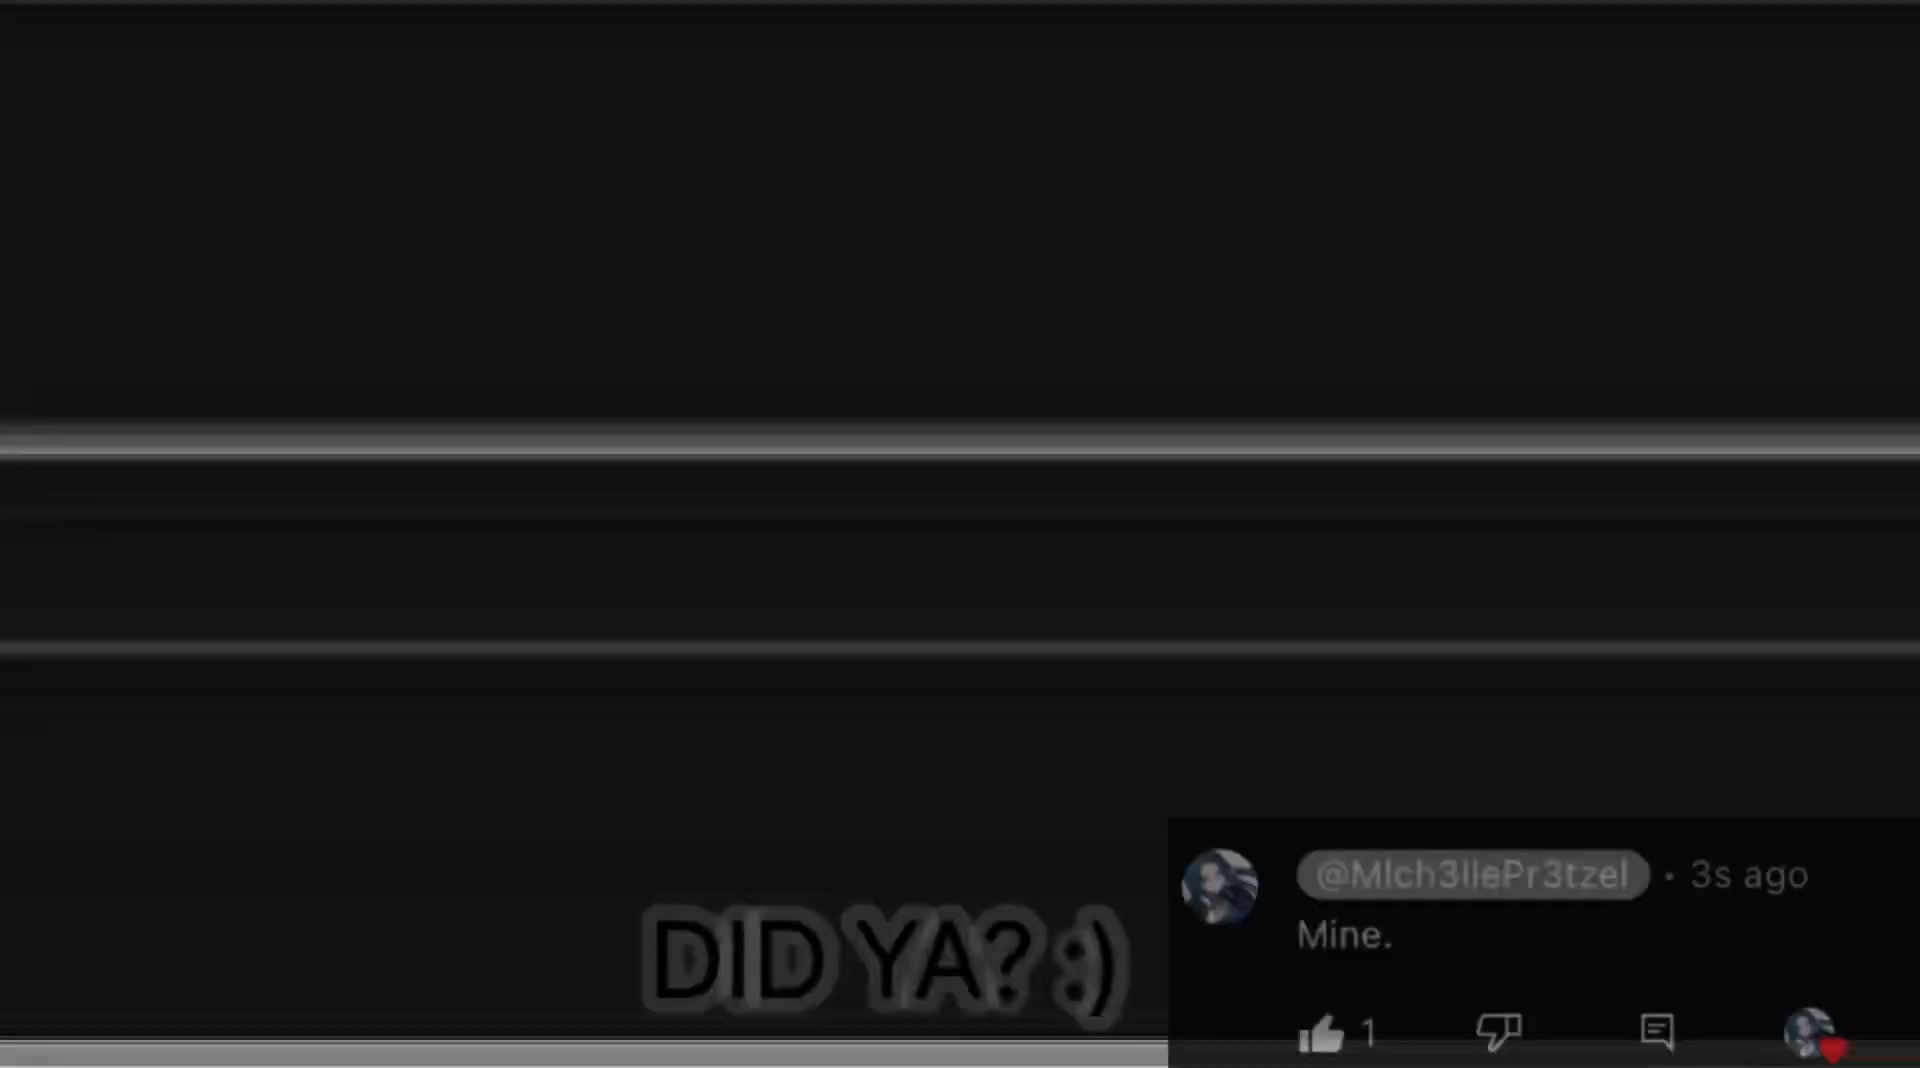 DID YA? :)
@MIch3llePr3tzel • 3s ago
Mine.
1